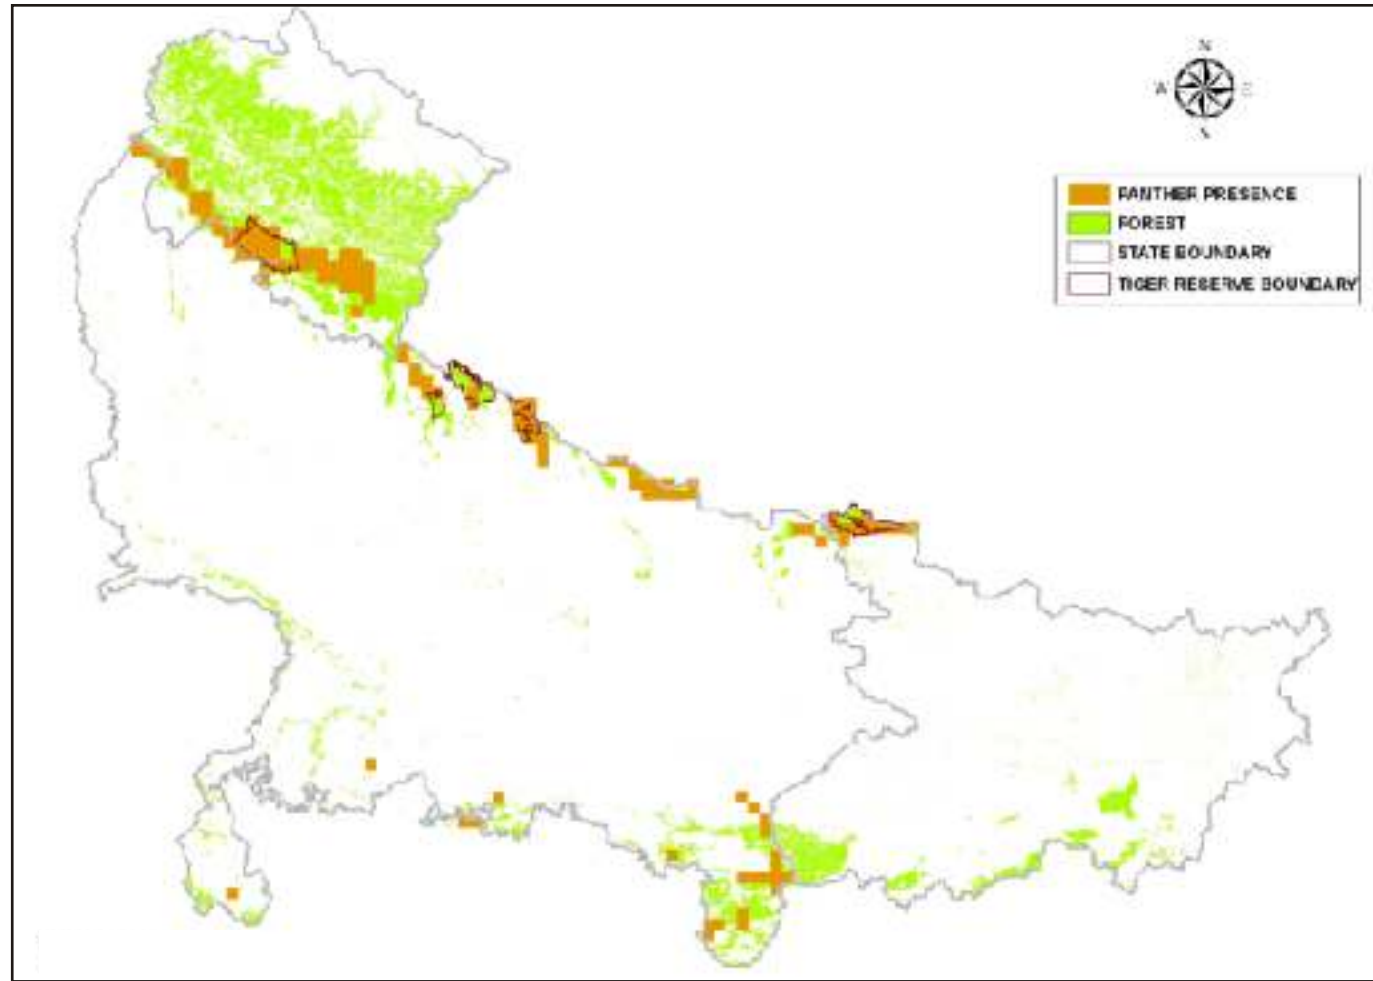 N
PANTHER PRESENCE
FOREST
STATE BOUNDARY
TIGER RESERVE BOUNDARY